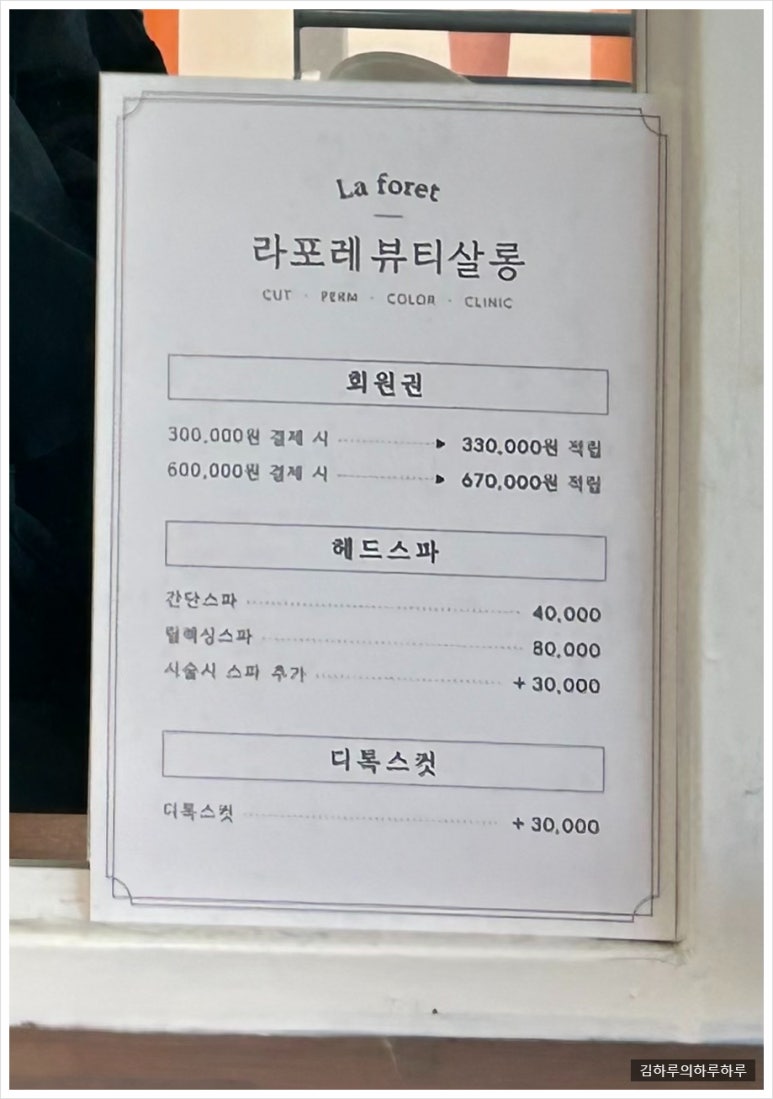 La foret
라포레 뷰티살롱
CUT · PERM · COLOR · CLINIC
회원권
300,000원 결제 시 ▶ 330,000원 적립
600,000원 결제 시 ▶ 670,000원 적립
헤드스파
간단스파 40,000
릴렉싱스파 80,000
시술시 스파 추가 + 30,000
디톡스컷
디톡스컷 + 30,000
김하루의하루하루